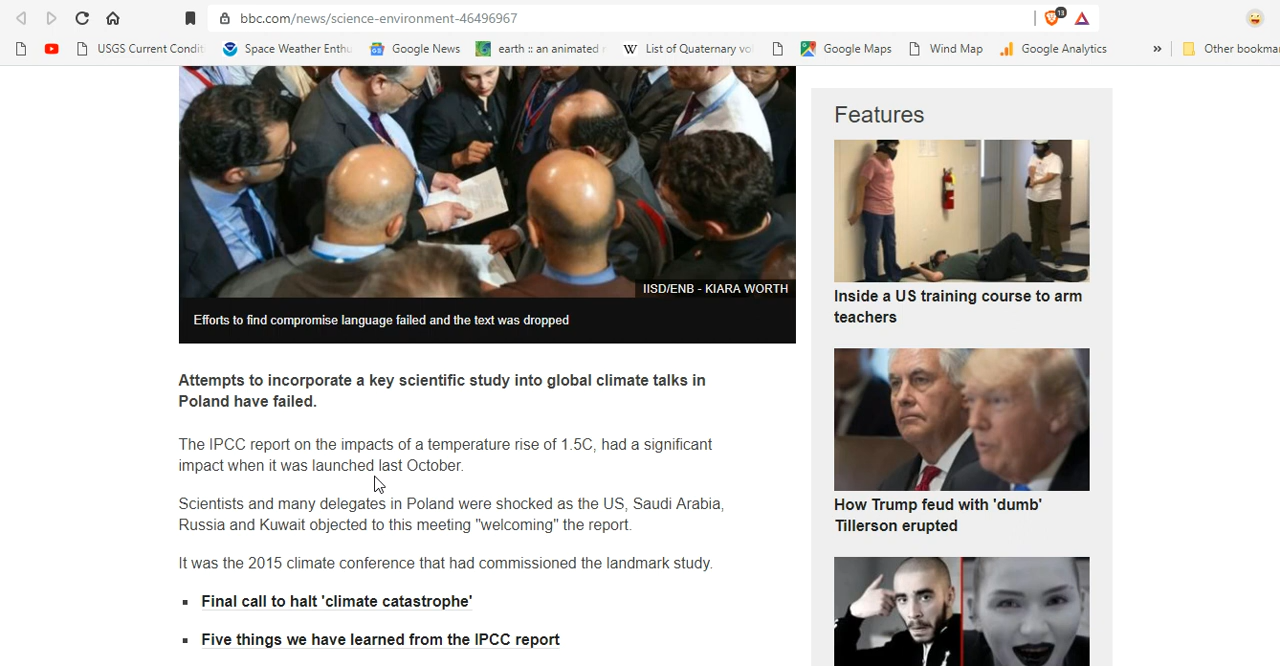 bbc.com/news/science-environment-46496967
13
USGS Current Condit
Space Weather Enthu
Google News
earth :: an animated
List of Quaternary vo
Google Maps
Wind Map
Google Analytics
»
Other bookma
IISD/ENB - KIARA WORTH
Efforts to find compromise language failed and the text was dropped
Attempts to incorporate a key scientific study into global climate talks in
Poland have failed.
The IPCC report on the impacts of a temperature rise of 1.5C, had a significant
impact when it was launched last October.
Scientists and many delegates in Poland were shocked as the US, Saudi Arabia,
Russia and Kuwait objected to this meeting "welcoming" the report.
It was the 2015 climate conference that had commissioned the landmark study.
Final call to halt 'climate catastrophe'
Five things we have learned from the IPCC report
Features
Inside a US training course to arm
teachers
How Trump feud with 'dumb'
Tillerson erupted